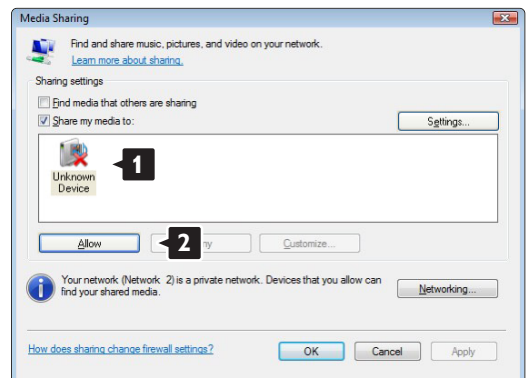 Media Sharing
Find and share music, pictures, and video on your network.
Learn more about sharing.
Sharing settings
Find media that others are sharing
Share my media to:
Settings...
1
Unknown
Device
Allow
2
ny
Customize...
Your network (Network 2) is a private network. Devices that you allow can
find your shared media.
Networking...
How does sharing change firewall settings?
OK
Cancel
Apply